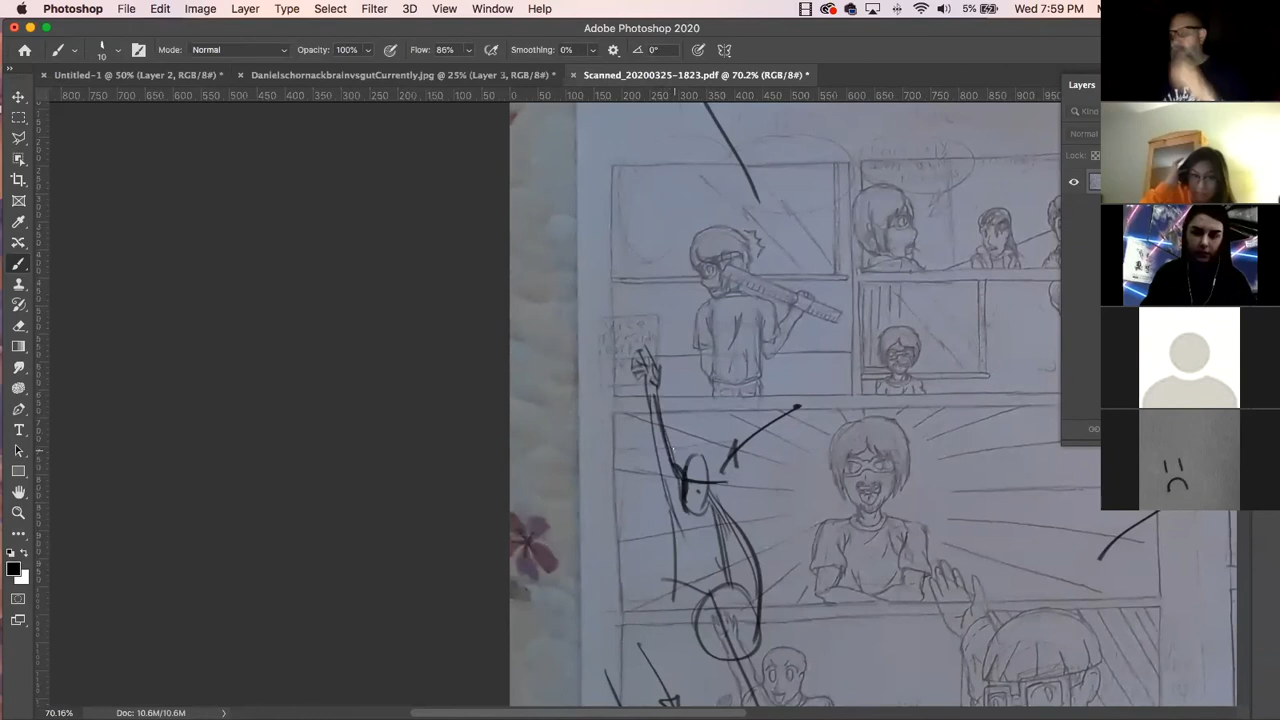 Photoshop File Edit Image Layer Type Select Filter 3D View Window Help 5% Wed 7:59 PM
Adobe Photoshop 2020
10 Mode: Normal Opacity: 100% Flow: 86% Smoothing: 0% 0°
Untitled-1 @ 50% (Layer 2, RGB/8#) * DanielschornackbrainvsgutCurrently.jpg @ 25% (Layer 3, RGB/8#) * Scanned_20200325-1823.pdf @ 70.2% (RGB/8#) *
800 750 700 650 600 550 500 450 400 350 300 250 200 150 100 50 0 50 100 150 200 250 300 350 400 450 500 550 600 650 700 750 800 850 900 950
Layers
Kind
Normal
Lock:
70.16% Doc: 10.6M/10.6M